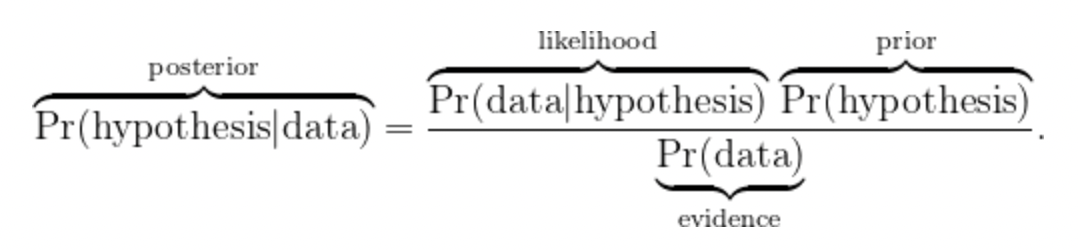 likelihood prior
posterior
Pr(data|hypothesis) Pr(hypothesis)
Pr(hypothesis|data) = .
Pr(data)
evidence